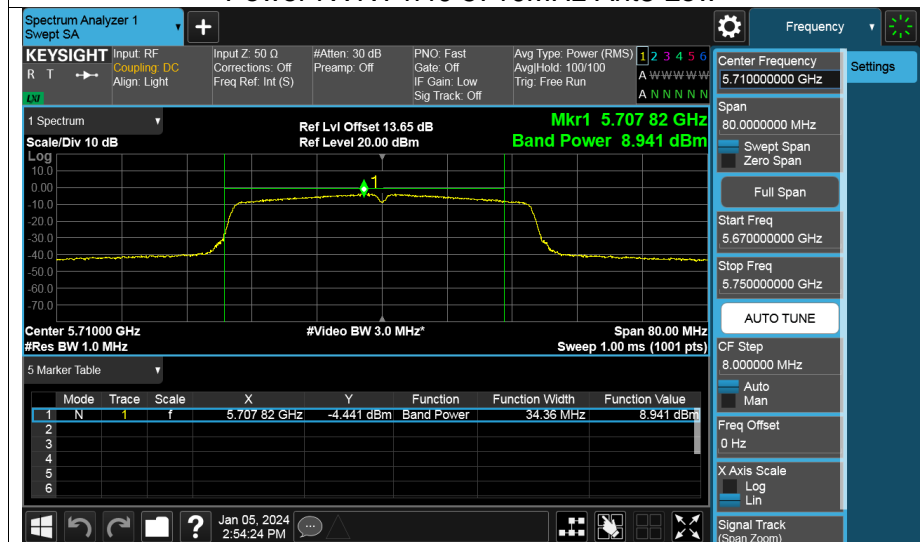 Spectrum Analyzer 1
Swept SA
+
Frequency
KEYSIGHT
R T
LXI
Input: RF
Coupling: DC
Align: Light
Input Z: 50 Ω
Corrections: Off
Freq Ref: Int (S)
#Atten: 30 dB
Preamp: Off
PNO: Fast
Gate: Off
IF Gain: Low
Sig Track: Off
Avg Type: Power (RMS)
Avg|Hold: 100/100
Trig: Free Run
1 2 3 4 5 6
A W W W W W
A N N N N N
1 Spectrum
Scale/Div 10 dB
Ref Lvl Offset 13.65 dB
Ref Level 20.00 dBm
Mkr1 5.707 82 GHz
Band Power 8.941 dBm
Log
10.0
0.00
-10.0
-20.0
-30.0
-40.0
-50.0
-60.0
-70.0
1
Center 5.71000 GHz
#Res BW 1.0 MHz
#Video BW 3.0 MHz*
Span 80.00 MHz
Sweep 1.00 ms (1001 pts)
5 Marker Table
Mode Trace Scale X Y Function Function Width Function Value
1 N 1 f 5.707 82 GHz -4.441 dBm Band Power 34.36 MHz 8.941 dBm
2
3
4
5
6
?
Jan 05, 2024
2:54:24 PM
Center Frequency
5.710000000 GHz
Settings
Span
80.0000000 MHz
Swept Span
Zero Span
Full Span
Start Freq
5.670000000 GHz
Stop Freq
5.750000000 GHz
AUTO TUNE
CF Step
8.000000 MHz
Auto
Man
Freq Offset
0 Hz
X Axis Scale
Log
Lin
Signal Track
(Span Zoom)